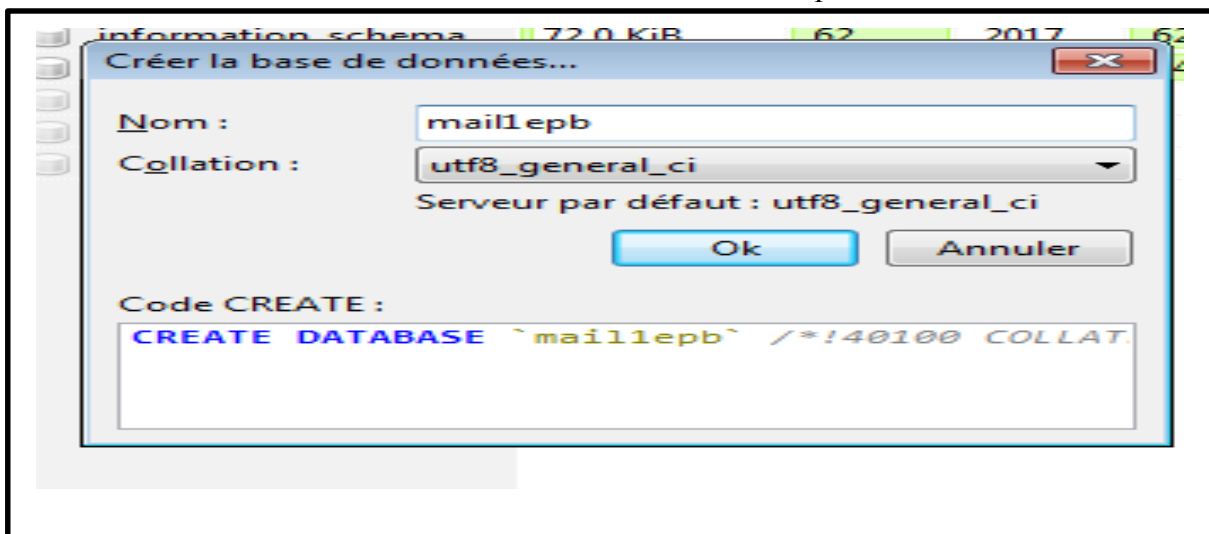 information_schema 72,0 KiB 62 2017 62
Créer la base de données...
Nom : mail1epb
Collation : utf8_general_ci
Serveur par défaut : utf8_general_ci
Ok Annuler
Code CREATE :
CREATE DATABASE `mail1epb` /*!40100 COLLAT